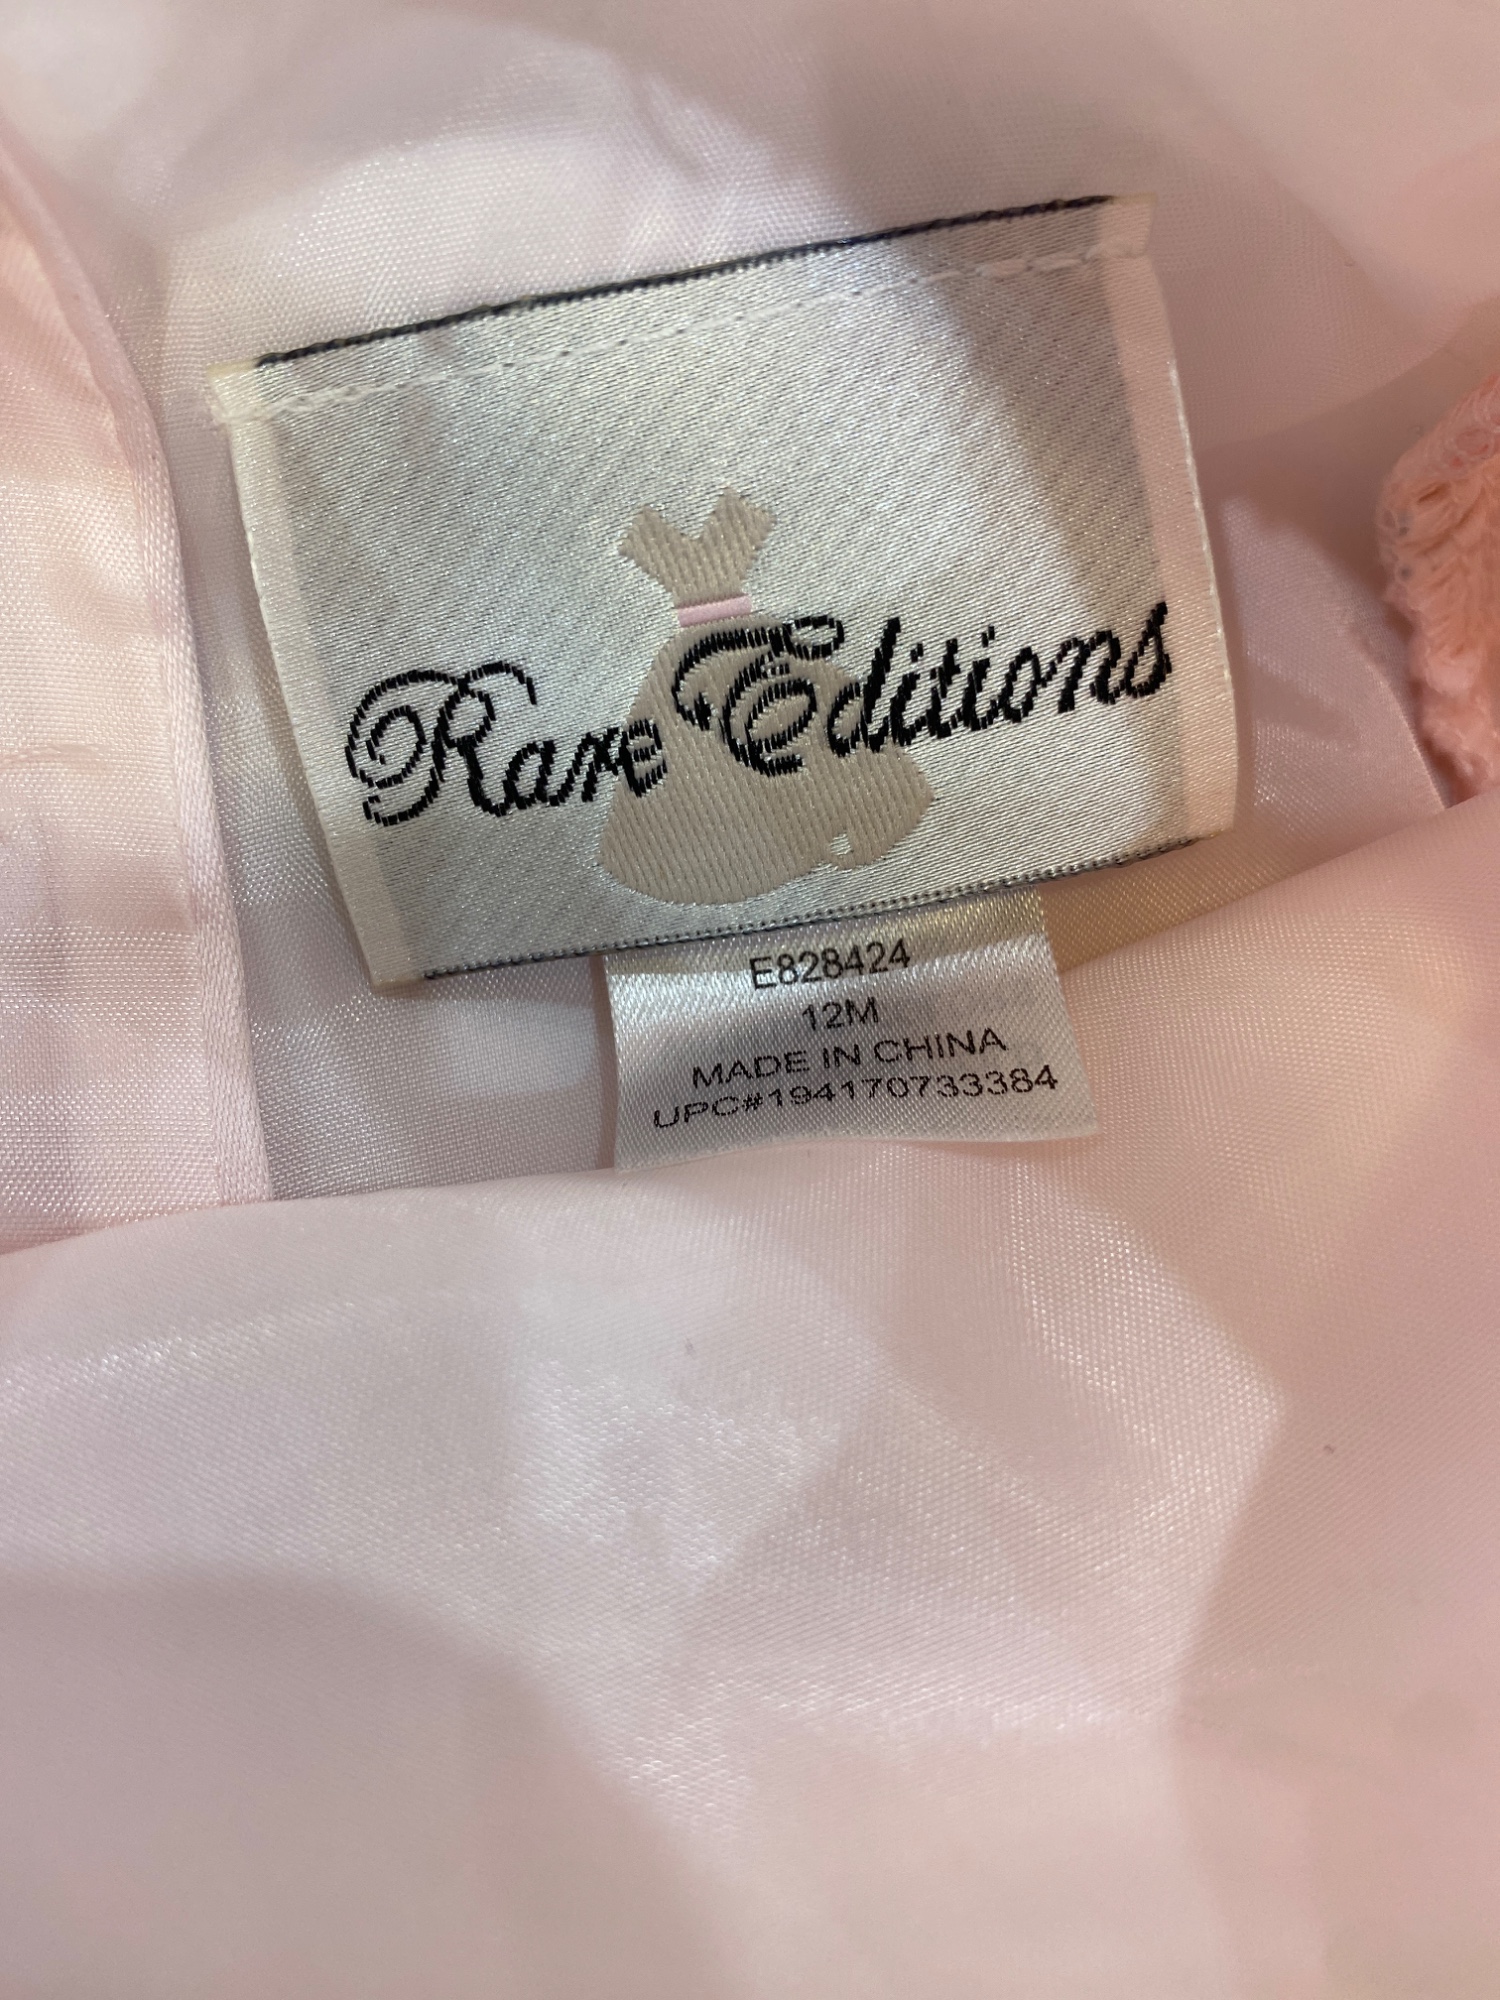 Rare Editions
E828424
12M
MADE IN CHINA
UPC#194170733384